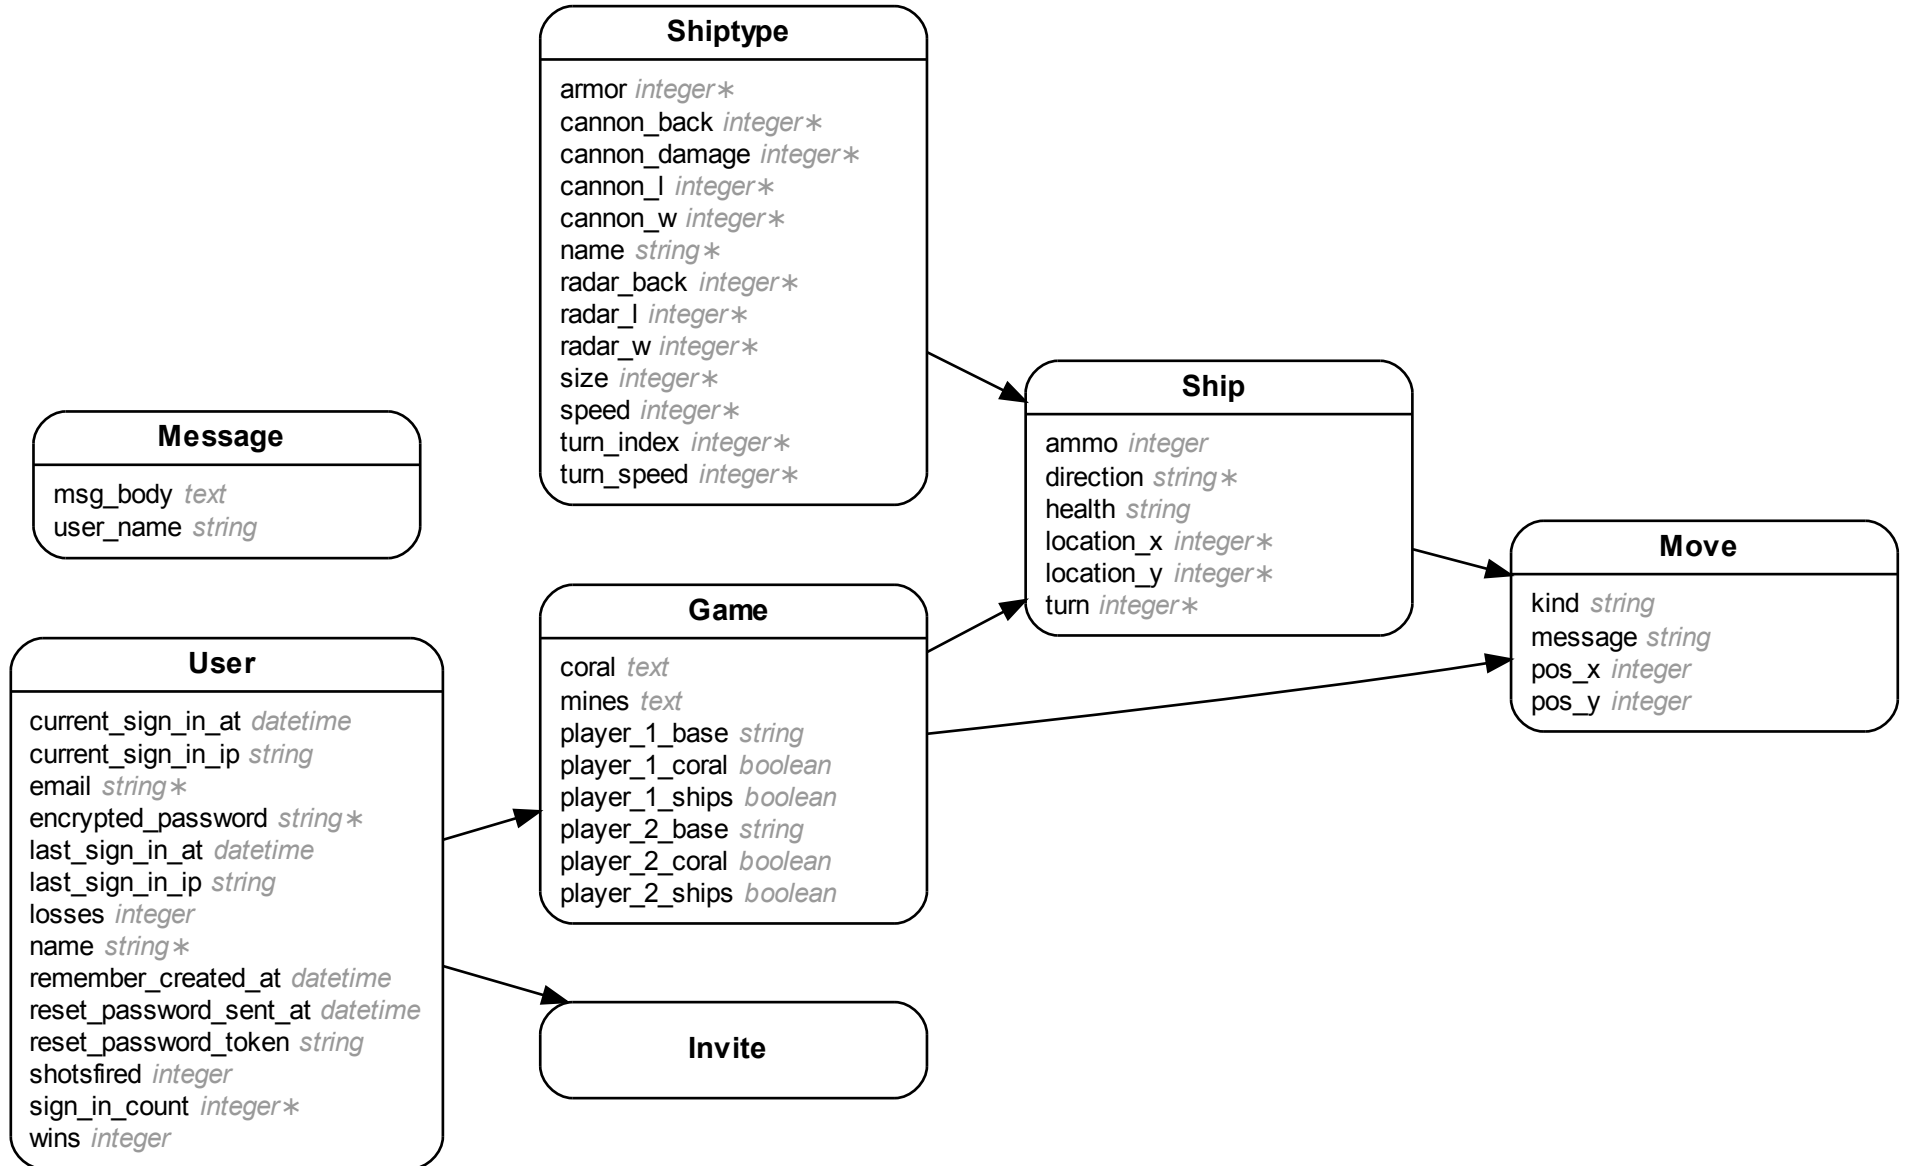 Shiptype
armor integer*
cannon_back integer*
cannon_damage integer*
cannon_l integer*
cannon_w integer*
name string*
radar_back integer*
radar_l integer*
radar_w integer*
size integer*
speed integer*
turn_index integer*
turn_speed integer*
Message
msg_body text
user_name string
Ship
ammo integer
direction string*
health string
location_x integer*
location_y integer*
turn integer*
Move
kind string
message string
pos_x integer
pos_y integer
Game
coral text
mines text
player_1_base string
player_1_coral boolean
player_1_ships boolean
player_2_base string
player_2_coral boolean
player_2_ships boolean
User
current_sign_in_at datetime
current_sign_in_ip string
email string*
encrypted_password string*
last_sign_in_at datetime
last_sign_in_ip string
losses integer
name string*
remember_created_at datetime
reset_password_sent_at datetime
reset_password_token string
shotsfired integer
sign_in_count integer*
wins integer
Invite